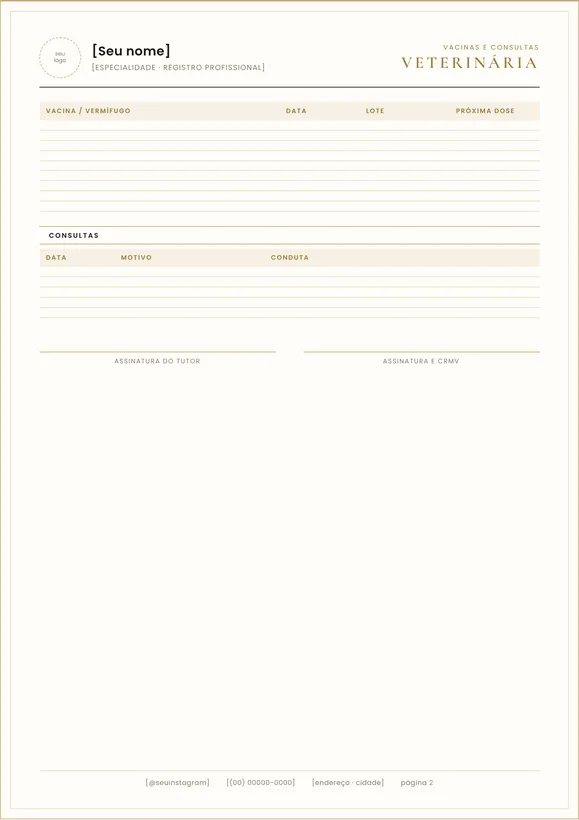 seu
logo
[Seu nome]
[ESPECIALIDADE · REGISTRO PROFISSIONAL]
VACINAS E CONSULTAS
VETERINÁRIA
VACINA / VERMÍFUGO DATA LOTE PRÓXIMA DOSE
CONSULTAS
DATA MOTIVO CONDUTA
ASSINATURA DO TUTOR ASSINATURA E CRMV
[@seuinstagram] [(00) 00000-0000] [endereço · cidade] página 2